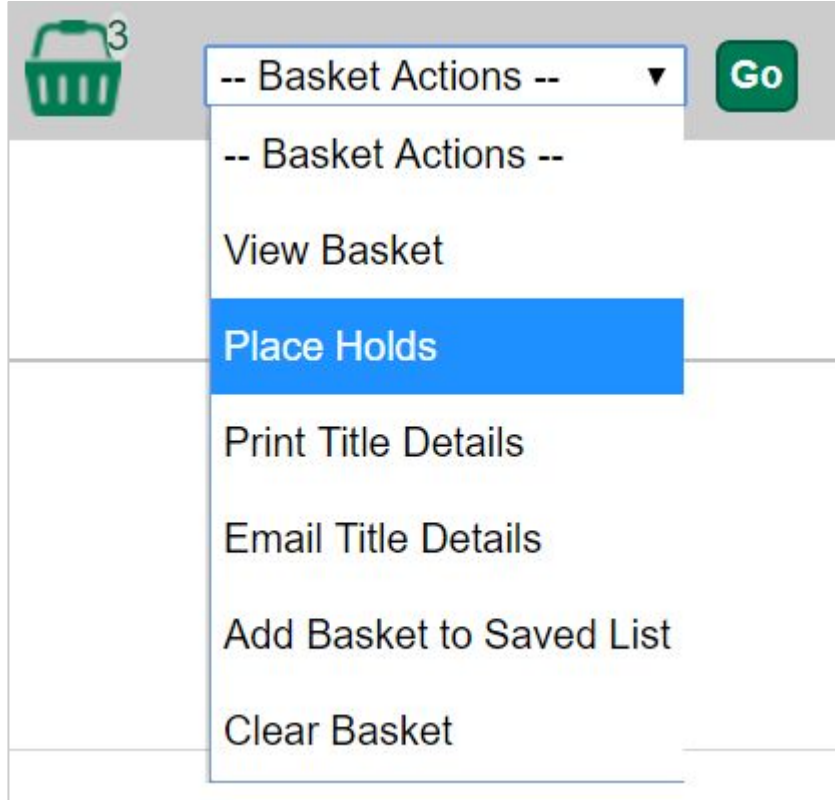 3
-- Basket Actions -- ▼
Go
-- Basket Actions --
View Basket
Place Holds
Print Title Details
Email Title Details
Add Basket to Saved List
Clear Basket